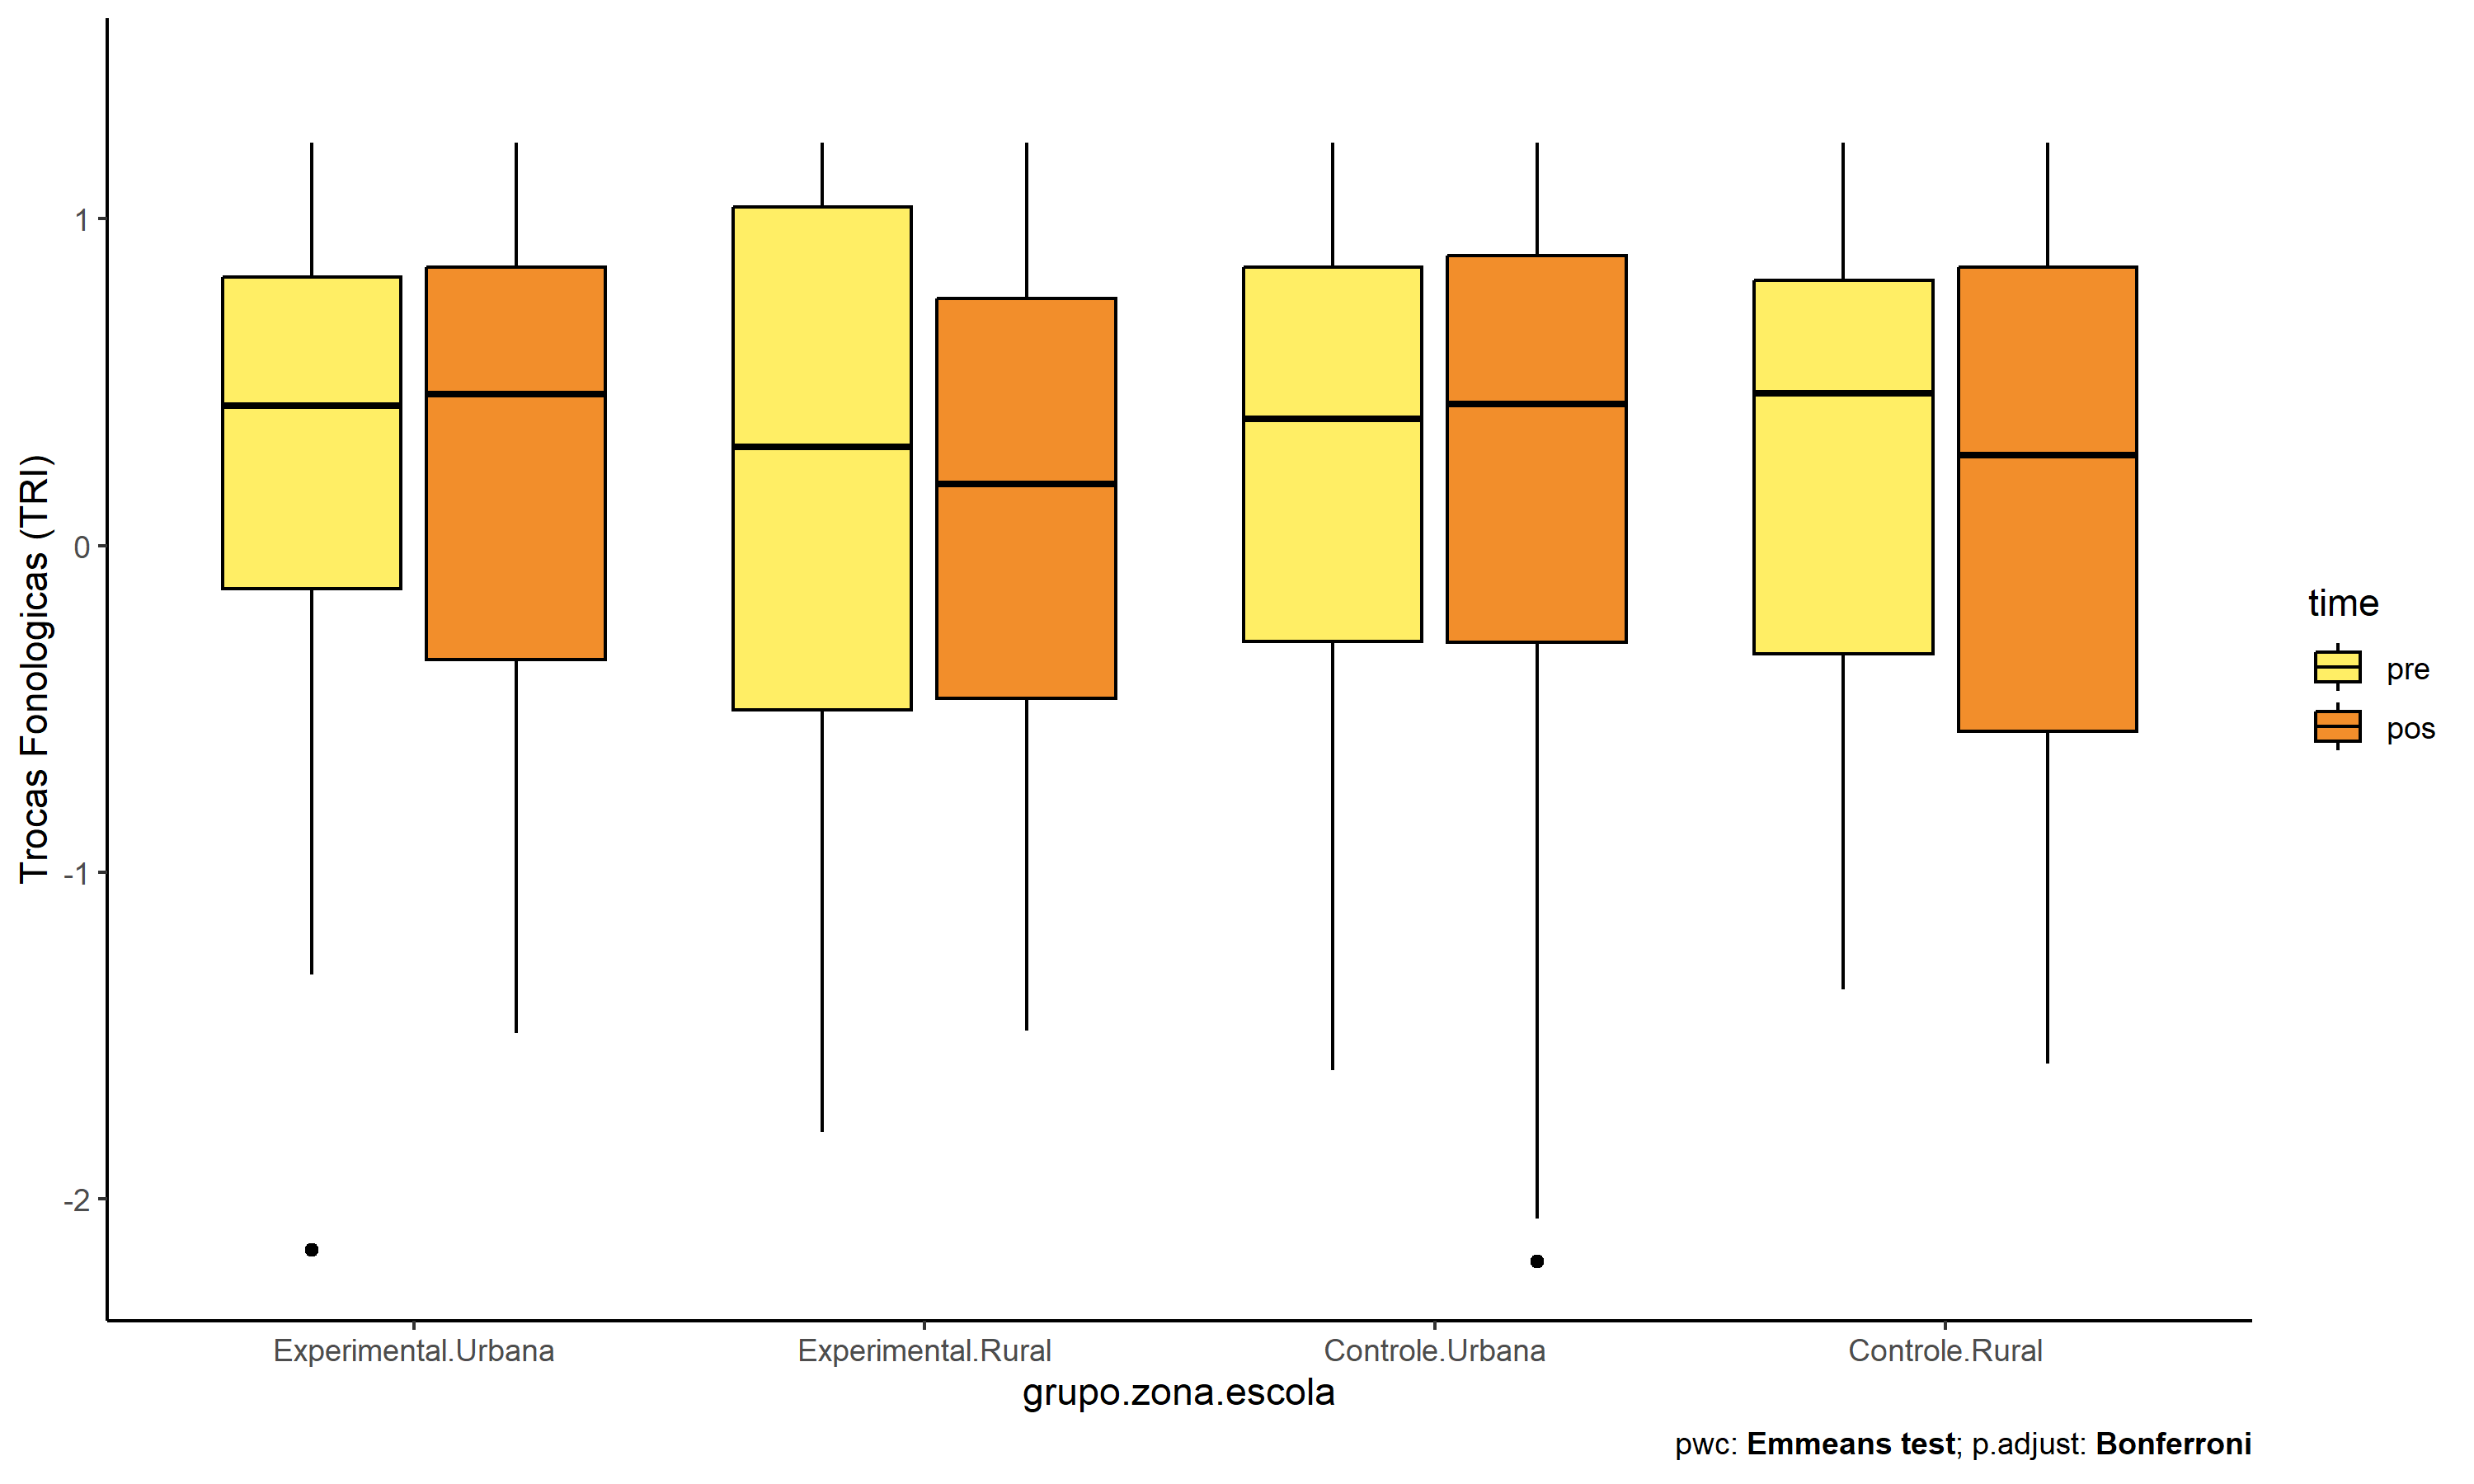 Trocas Fonologicas (TRI)
1
0
-1
-2
Experimental.Urbana
Experimental.Rural
Controle.Urbana
Controle.Rural
grupo.zona.escola
time
pre
pos
pwc: Emmeans test; p.adjust: Bonferroni